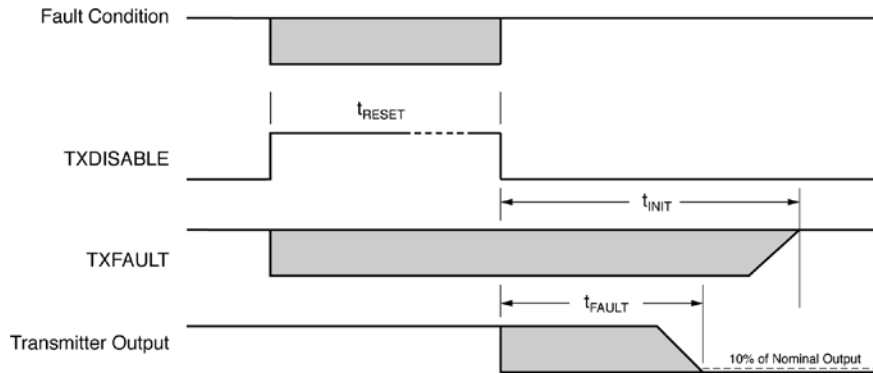 Fault Condition
tRESET
TXDISABLE
tINIT
TXFAULT
tFAULT
Transmitter Output
10% of Nominal Output